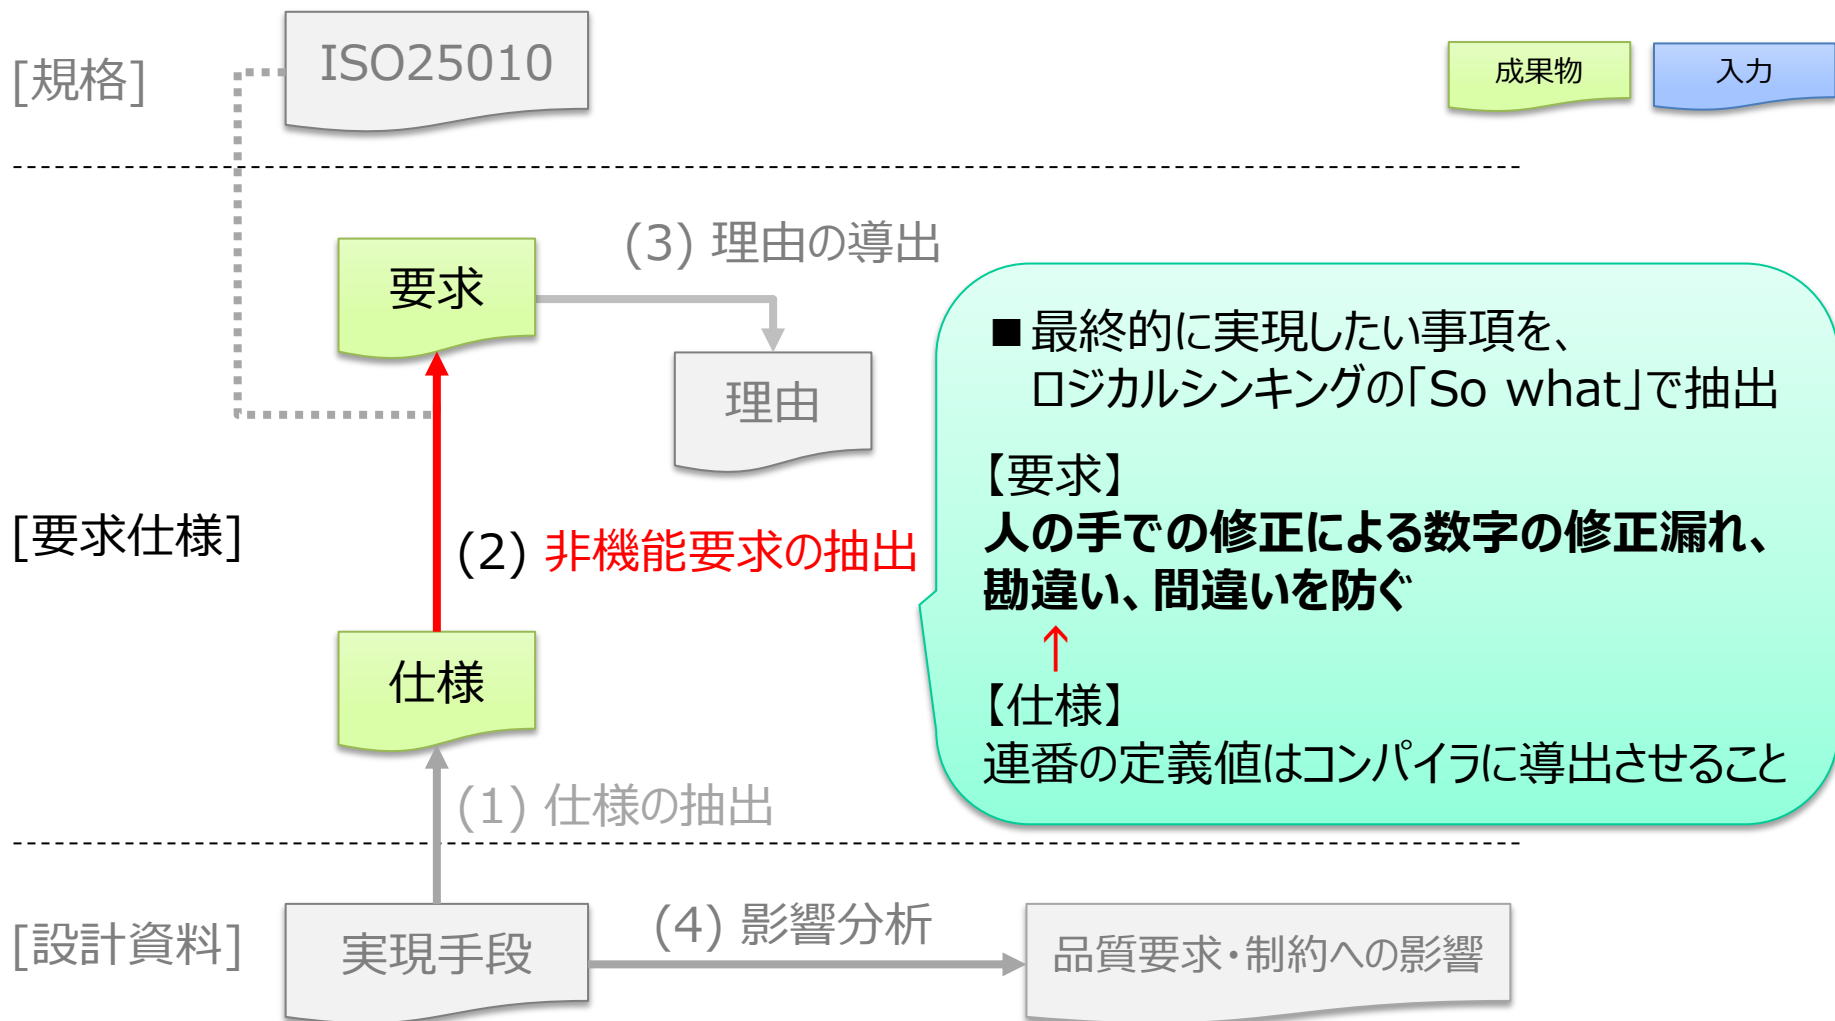 [規格]
ISO25010
成果物
入力
要求
(3) 理由の導出
理由
[要求仕様]
(2) 非機能要求の抽出
仕様
(1) 仕様の抽出
■最終的に実現したい事項を、
ロジカルシンキングの「So what」で抽出
【要求】
人の手での修正による数字の修正漏れ、
勘違い、間違いを防ぐ
↑
【仕様】
連番の定義値はコンパイラに導出させること
[設計資料]
実現手段
(4) 影響分析
品質要求・制約への影響